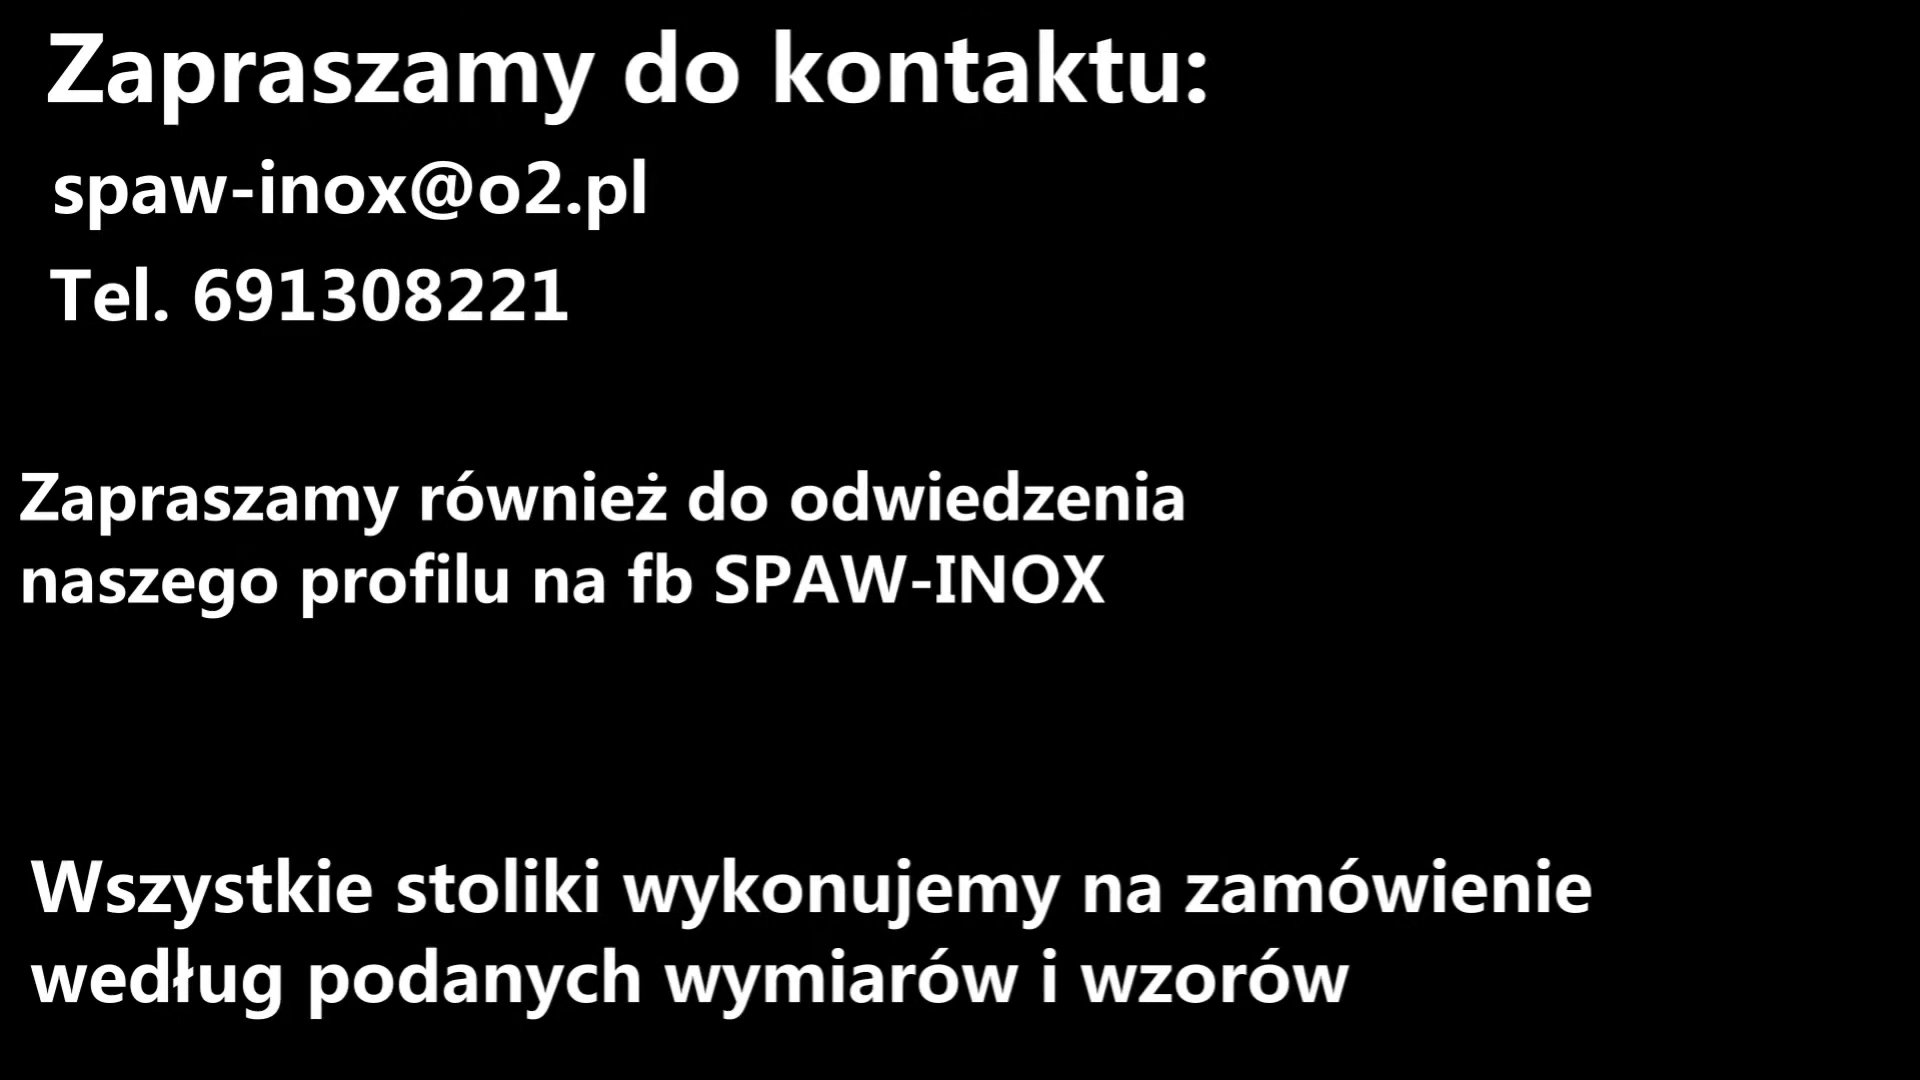 Zapraszamy do kontaktu:
spaw-inox@o2.pl
Tel. 691308221
Zapraszamy również do odwiedzenia
naszego profilu na fb SPAW-INOX
Wszystkie stoliki wykonujemy na zamówienie
według podanych wymiarów i wzorów